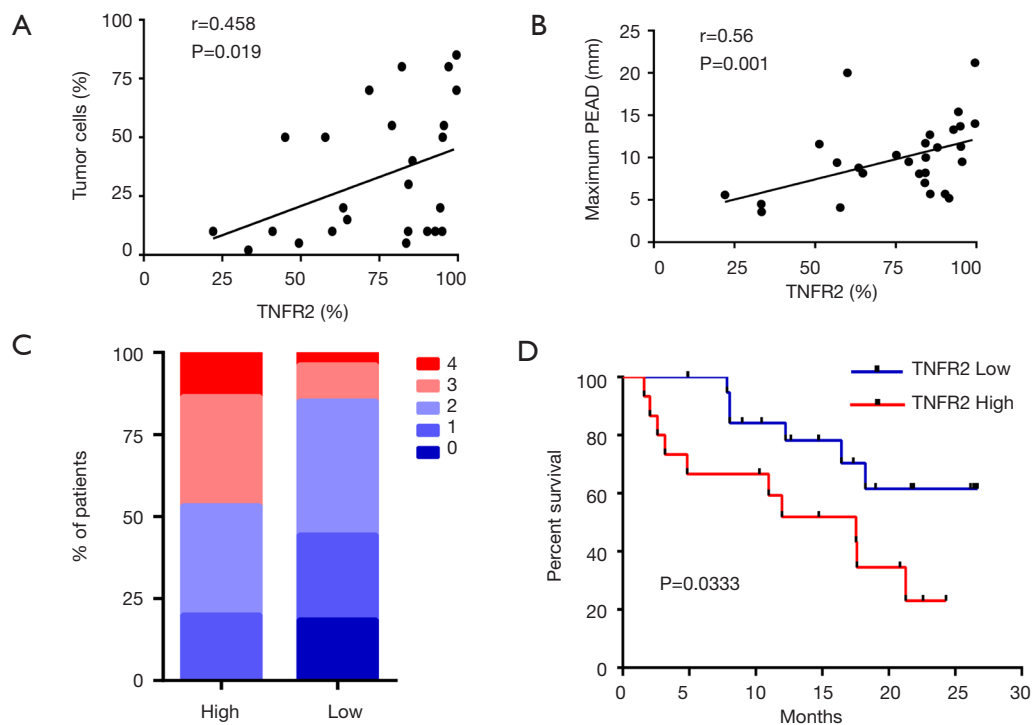 A
r=0.458
P=0.019
Tumor cells (%)
100
75
50
25
0
0 25 50 75 100
TNFR2 (%)
B
r=0.56
P=0.001
Maximum PEAD (mm)
25
20
15
10
5
0
0 25 50 75 100
TNFR2 (%)
C
% of patients
100
75
50
25
0
High Low
4
3
2
1
0
D
TNFR2 Low
TNFR2 High
Percent survival
100
80
60
40
20
0
P=0.0333
0 5 10 15 20 25 30
Months